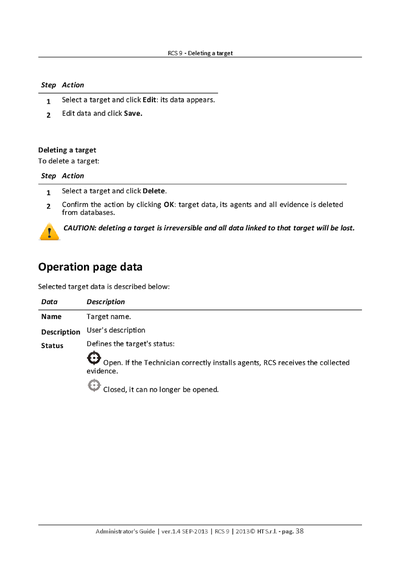 RCS 9 - Deleting a target
Step Action
1 Select a target and click Edit: its data appears.
2 Edit data and click Save.
Deleting a target
To delete a target:
Step Action
1 Select a target and click Delete.
2 Confirm the action by clicking OK: target data, its agents and all evidence is deleted
from databases.
CAUTION: deleting a target is irreversible and all data linked to that target will be lost.
Operation page data
Selected target data is described below:
Data Description
Name Target name.
Description User's description
Status Defines the target's status:
Open. If the Technician correctly installs agents, RCS receives the collected
evidence.
Closed, it can no longer be opened.
Administrator's Guide | ver.1.4 SEP-2013 | RCS 9 | 2013© HT S.r.l. - pag. 38